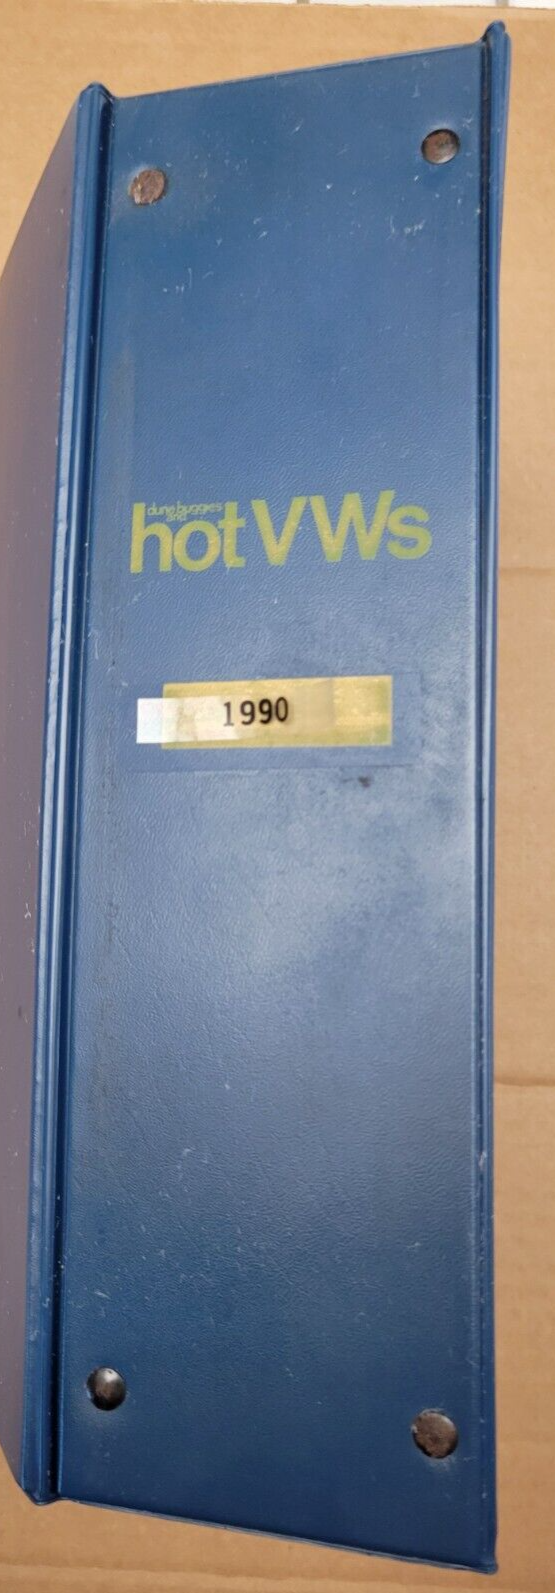 dune buggies
and
hot VWs
1990